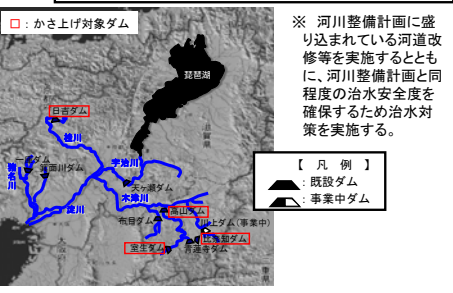 □：かさ上げ対象ダム
琵琶湖
日吉ダム
桂川
宇治川
一庫ダム
箕面川ダム
猪名川
天ヶ瀬ダム
淀川
木津川
高山ダム
布目ダム
川上ダム(事業中)
比奈知ダム
室生ダム
青蓮寺ダム
※ 河川整備計画に盛
り込まれている河道改
修等を実施するととも
に、河川整備計画と同
程度の治水安全度を
確保するため治水対
策を実施する。
【 凡 例 】
：既設ダム
：事業中ダム